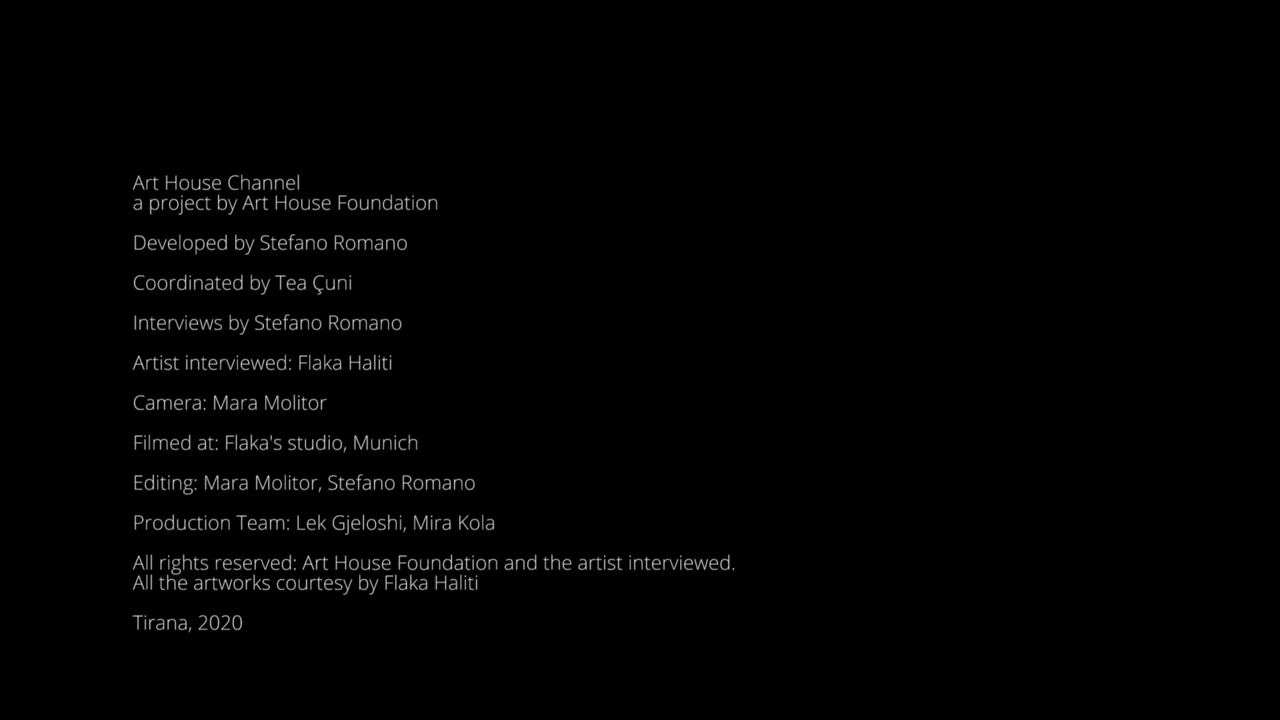 Art House Channel
a project by Art House Foundation
Developed by Stefano Romano
Coordinated by Tea Çuni
Interviews by Stefano Romano
Artist interviewed: Flaka Haliti
Camera: Mara Molitor
Filmed at: Flaka's studio, Munich
Editing: Mara Molitor, Stefano Romano
Production Team: Lek Gjeloshi, Mira Kola
All rights reserved: Art House Foundation and the artist interviewed.
All the artworks courtesy by Flaka Haliti
Tirana, 2020